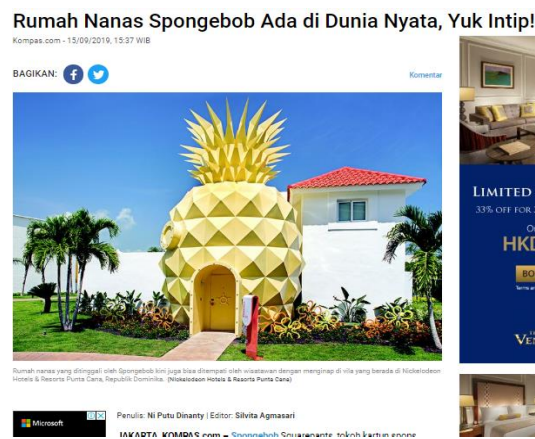 Rumah Nanas Spongebob Ada di Dunia Nyata, Yuk Intip!
Kompas.com - 15/09/2019, 15:37 WIB
BAGIKAN:
Komentar
LIMITED
33% OFF FOR
HKD
BO
Rumah nanas yang ditinggali oleh Spongebob kini juga bisa ditempati oleh wisatawan dengan menginap di vila yang berada di Nickelodeon
Hotels & Resorts Punta Cana, Republik Dominika. (Nickelodeon Hotels & Resorts Punta Cana)
VEN
Microsoft
Penulis: Ni Putu Dinanty | Editor: Silvita Agmasari
JAKARTA, KOMPAS.com – Spongebob Squarepants, tokoh kartun spons